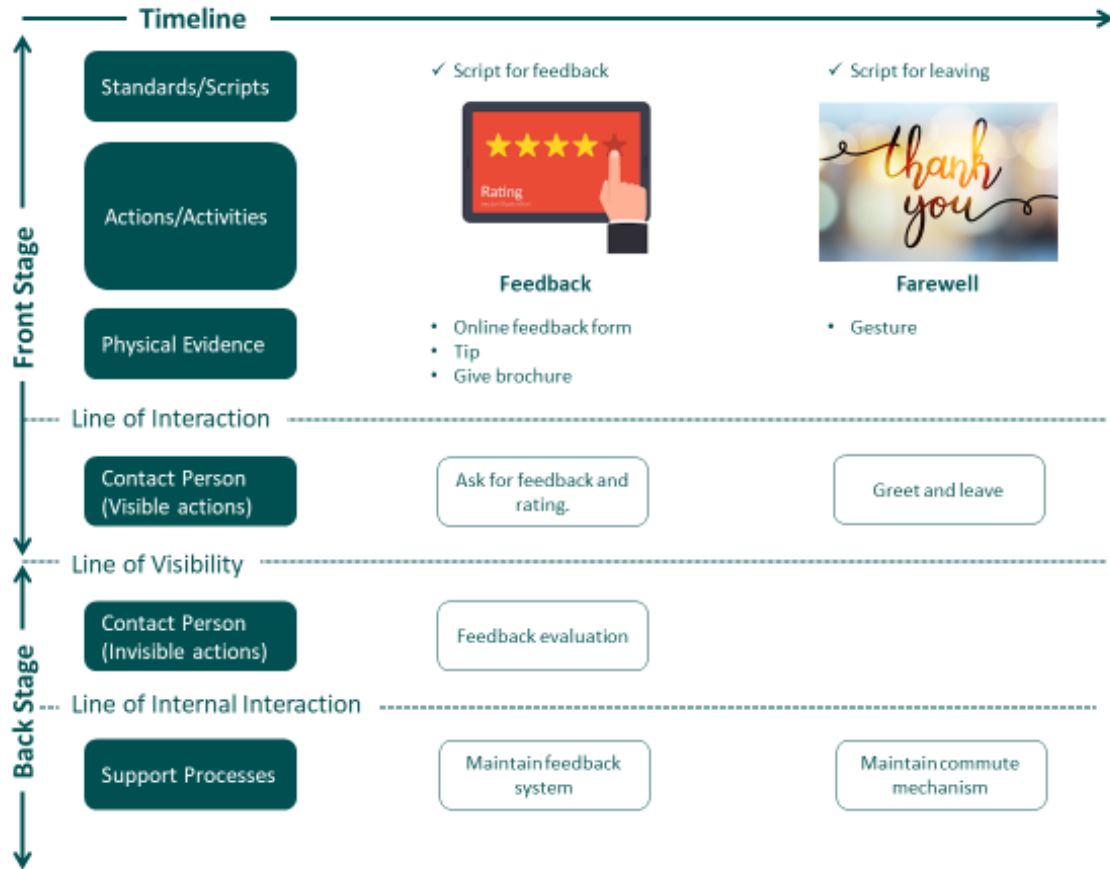 Timeline
Front Stage
Back Stage
Standards/Scripts
✓ Script for feedback
✓ Script for leaving
Actions/Activities
Rating
thank
you
Feedback
Farewell
Physical Evidence
• Online feedback form
• Tip
• Give brochure
• Gesture
Line of Interaction
Contact Person
(Visible actions)
Ask for feedback and
rating.
Greet and leave
Line of Visibility
Contact Person
(Invisible actions)
Feedback evaluation
Line of Internal Interaction
Support Processes
Maintain feedback
system
Maintain commute
mechanism